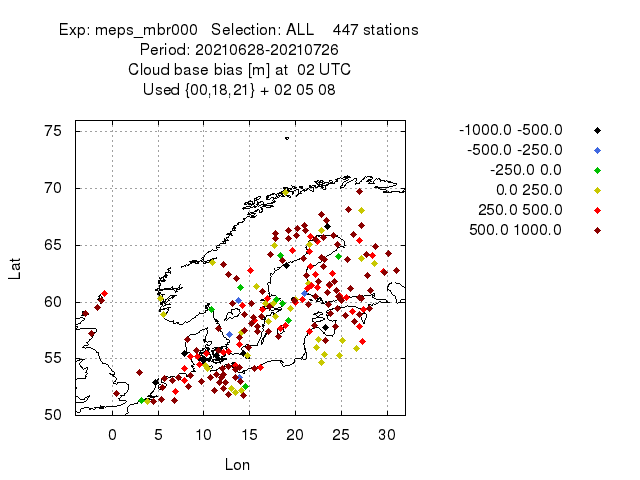 Exp: meps_mbr000 Selection: ALL 447 stations
Period: 20210628-20210726
Cloud base bias [m] at 02 UTC
Used {00,18,21} + 02 05 08
-1000.0 -500.0
-500.0 -250.0
-250.0 0.0
0.0 250.0
250.0 500.0
500.0 1000.0
75
70
65
60
55
50
Lat
0 5 10 15 20 25 30
Lon